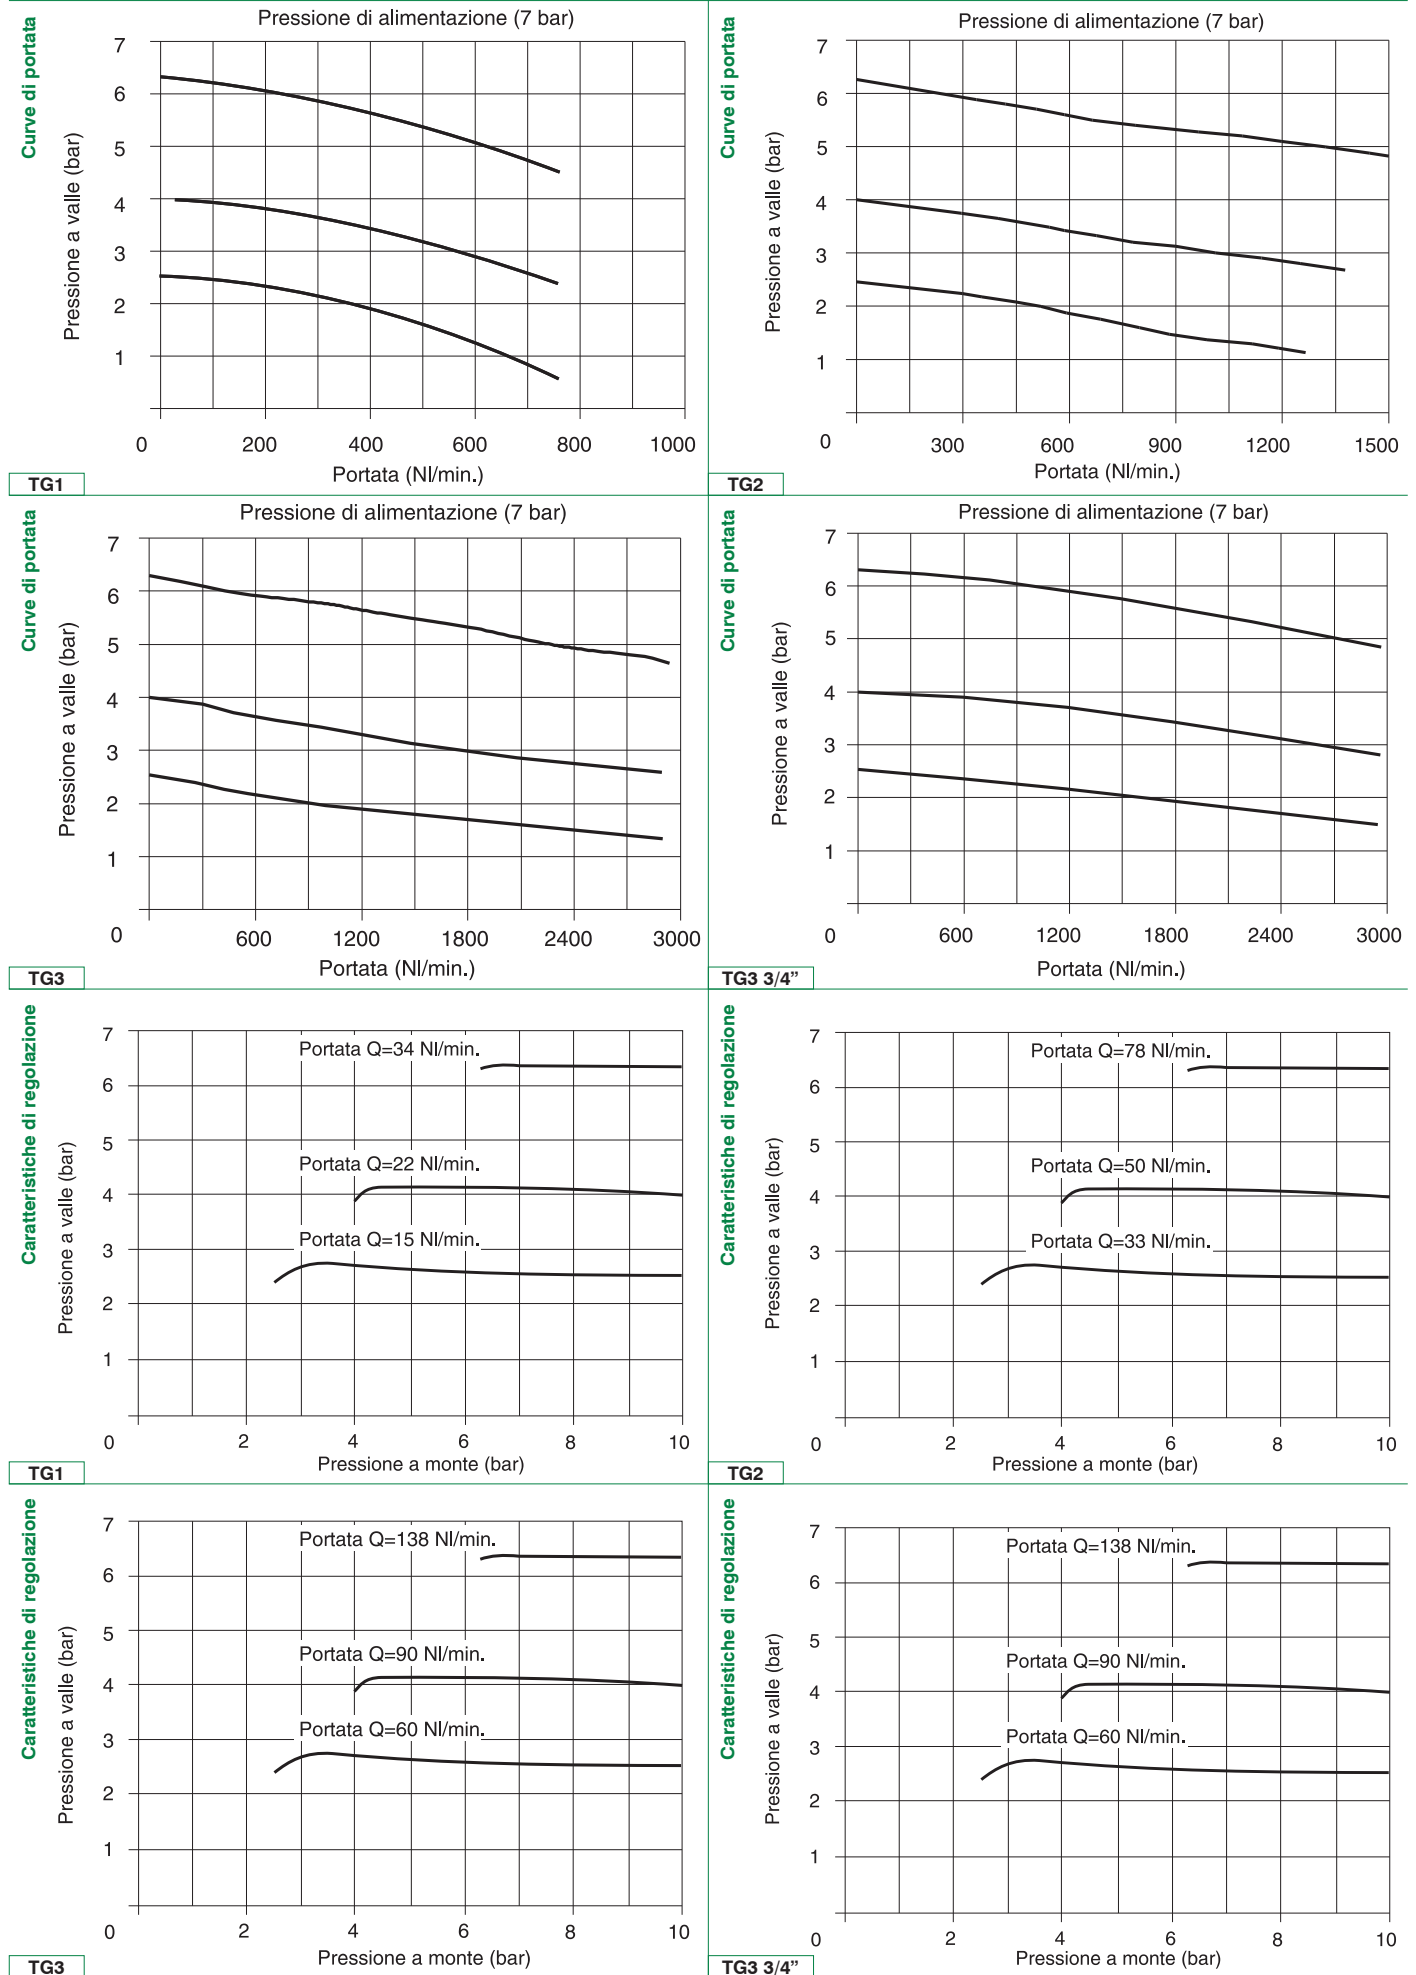 Curve di portata
Pressione di alimentazione (7 bar)
Pressione a valle (bar)
7
6
5
4
3
2
1
0 200 400 600 800 1000
Portata (Nl/min.)
TG1
Curve di portata
Pressione di alimentazione (7 bar)
Pressione a valle (bar)
7
6
5
4
3
2
1
0 300 600 900 1200 1500
Portata (Nl/min.)
TG2
Curve di portata
Pressione di alimentazione (7 bar)
Pressione a valle (bar)
7
6
5
4
3
2
1
0 600 1200 1800 2400 3000
Portata (Nl/min.)
TG3
Curve di portata
Pressione di alimentazione (7 bar)
Pressione a valle (bar)
7
6
5
4
3
2
1
0 600 1200 1800 2400 3000
Portata (Nl/min.)
TG3 3/4”
Caratteristiche di regolazione
Pressione a valle (bar)
7
6
5
4
3
2
1
Portata Q=34 Nl/min.
Portata Q=22 Nl/min.
Portata Q=15 Nl/min.
0 2 4 6 8 10
Pressione a monte (bar)
TG1
Caratteristiche di regolazione
Pressione a valle (bar)
7
6
5
4
3
2
1
Portata Q=78 Nl/min.
Portata Q=50 Nl/min.
Portata Q=33 Nl/min.
0 2 4 6 8 10
Pressione a monte (bar)
TG2
Caratteristiche di regolazione
Pressione a valle (bar)
7
6
5
4
3
2
1
Portata Q=138 Nl/min.
Portata Q=90 Nl/min.
Portata Q=60 Nl/min.
0 2 4 6 8 10
Pressione a monte (bar)
TG3
Caratteristiche di regolazione
Pressione a valle (bar)
7
6
5
4
3
2
1
Portata Q=138 Nl/min.
Portata Q=90 Nl/min.
Portata Q=60 Nl/min.
0 2 4 6 8 10
Pressione a monte (bar)
TG3 3/4”